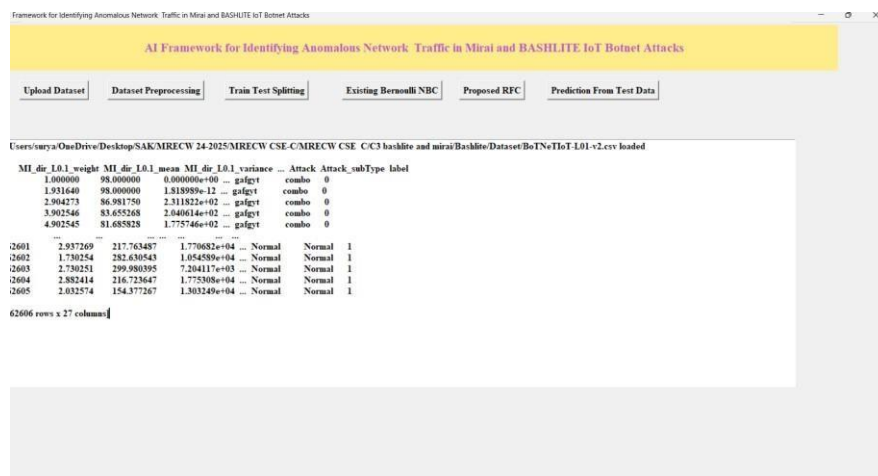 Framework for Identifying Anomalous Network Traffic in Mirai and BASHLITE IoT Botnet Attacks
AI Framework for Identifying Anomalous Network Traffic in Mirai and BASHLITE IoT Botnet Attacks
Upload Dataset Dataset Preprocessing Train Test Splitting Existing Bernoulli NBC Proposed RFC Prediction From Test Data
Users/surya/OneDrive/Desktop/SAK/MRECW 24-2025/MRECW CSE-C/MRECW CSE C/C3 bashlite and mirai/Bashlite/Dataset/BoTNeTIoT-L01-v2.csv loaded
MI_dir_L0.1_weight MI_dir_L0.1_mean MI_dir_L0.1_variance ... Attack Attack_subType label
1.000000 98.000000 0.000000e+00 ... gafgyt combo 0
1.931640 98.000000 1.818989e-12 ... gafgyt combo 0
2.904273 86.981750 2.311822e+02 ... gafgyt combo 0
3.902546 83.655268 2.040614e+02 ... gafgyt combo 0
4.902545 81.685828 1.775746e+02 ... gafgyt combo 0
... ... ... ... ... ... ...
2601 2.937269 217.763487 1.770682e+04 ... Normal Normal 1
2602 1.730254 282.630543 1.054589e+04 ... Normal Normal 1
2603 2.730251 299.980395 7.204117e+03 ... Normal Normal 1
2604 2.882414 216.723647 1.775308e+04 ... Normal Normal 1
2605 2.032574 154.377267 1.303249e+04 ... Normal Normal 1
62606 rows x 27 columns]